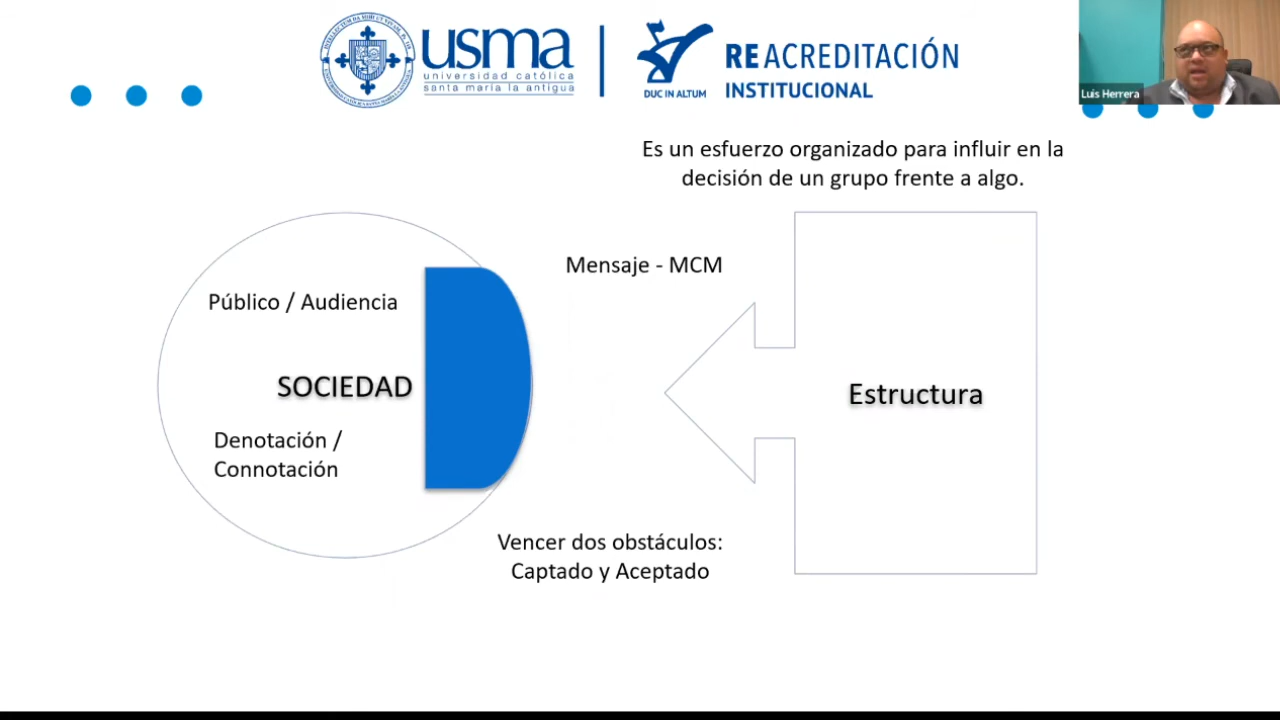 usma
universidad católica
santa maría la antigua
DUC IN ALTUM
REACREDITACIÓN
INSTITUCIONAL
Luis Herrera
Es un esfuerzo organizado para influir en la
decisión de un grupo frente a algo.
Mensaje - MCM
Público / Audiencia
SOCIEDAD
Estructura
Denotación /
Connotación
Vencer dos obstáculos:
Captado y Aceptado